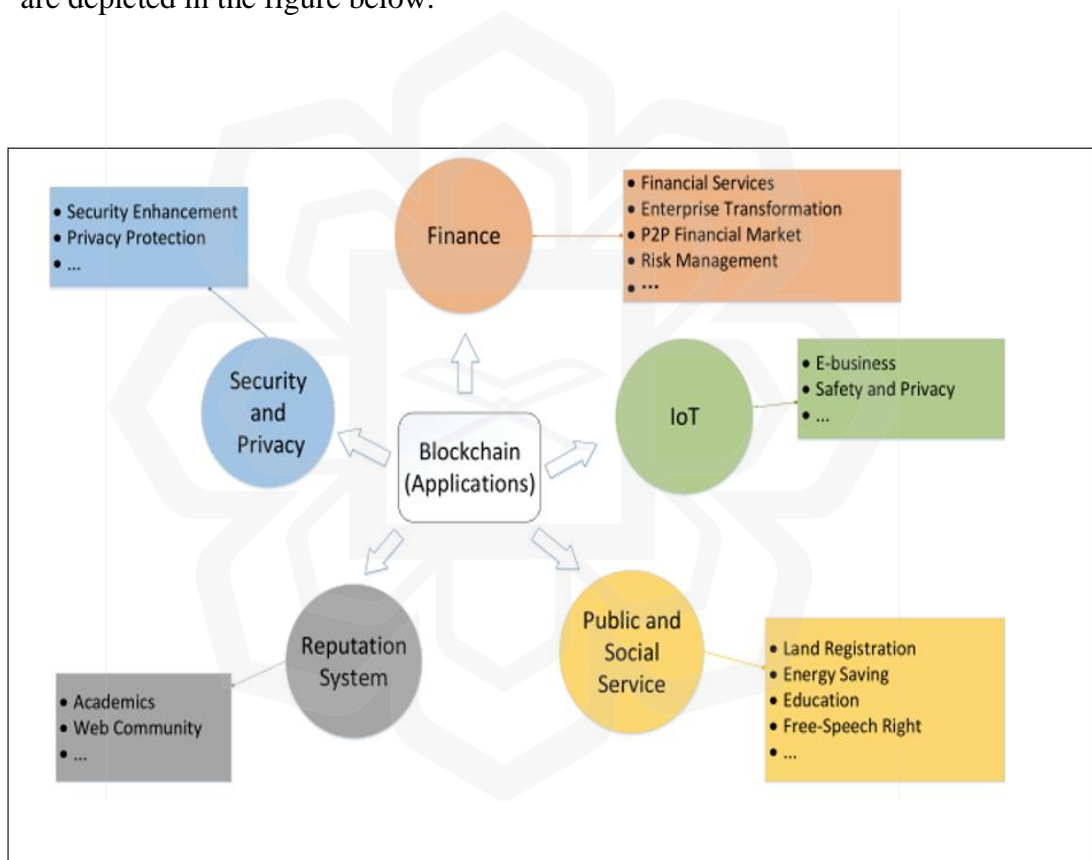 are depicted in the figure below.
Finance
• Financial Services
• Enterprise Transformation
• P2P Financial Market
• Risk Management
• ...
• Security Enhancement
• Privacy Protection
• ...
Security
and
Privacy
IoT
• E-business
• Safety and Privacy
• ...
Blockchain
(Applications)
Reputation
System
• Academics
• Web Community
• ...
Public and
Social
Service
• Land Registration
• Energy Saving
• Education
• Free-Speech Right
• ...